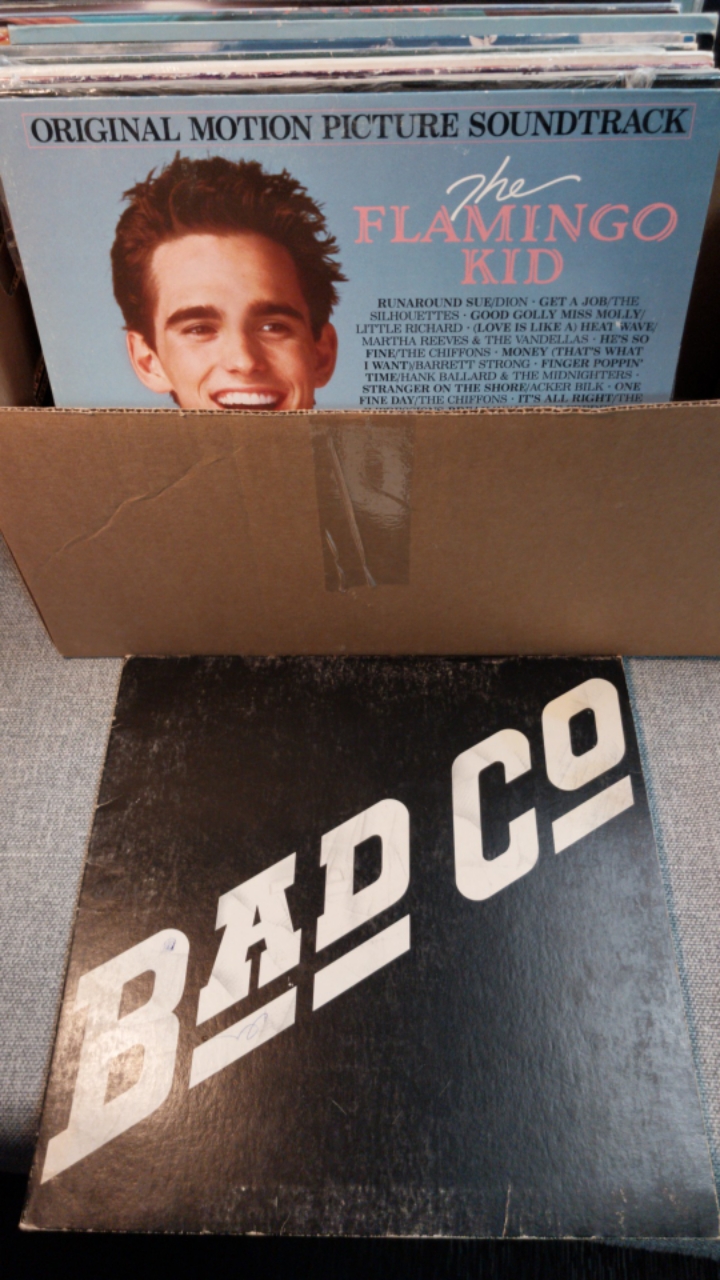 ORIGINAL MOTION PICTURE SOUNDTRACK
The
FLAMINGO
KID
RUNAROUND SUE/DION · GET A JOB/THE
SILHOUETTES · GOOD GOLLY MISS MOLLY/
LITTLE RICHARD · (LOVE IS LIKE A) HEAT WAVE/
MARTHA REEVES & THE VANDELLAS · HE'S SO
FINE/THE CHIFFONS · MONEY (THAT'S WHAT
I WANT)/BARRETT STRONG · FINGER POPPIN'
TIME/HANK BALLARD & THE MIDNIGHTERS ·
STRANGER ON THE SHORE/ACKER BILK · ONE
FINE DAY/THE CHIFFONS · IT'S ALL RIGHT/THE
BAD CO